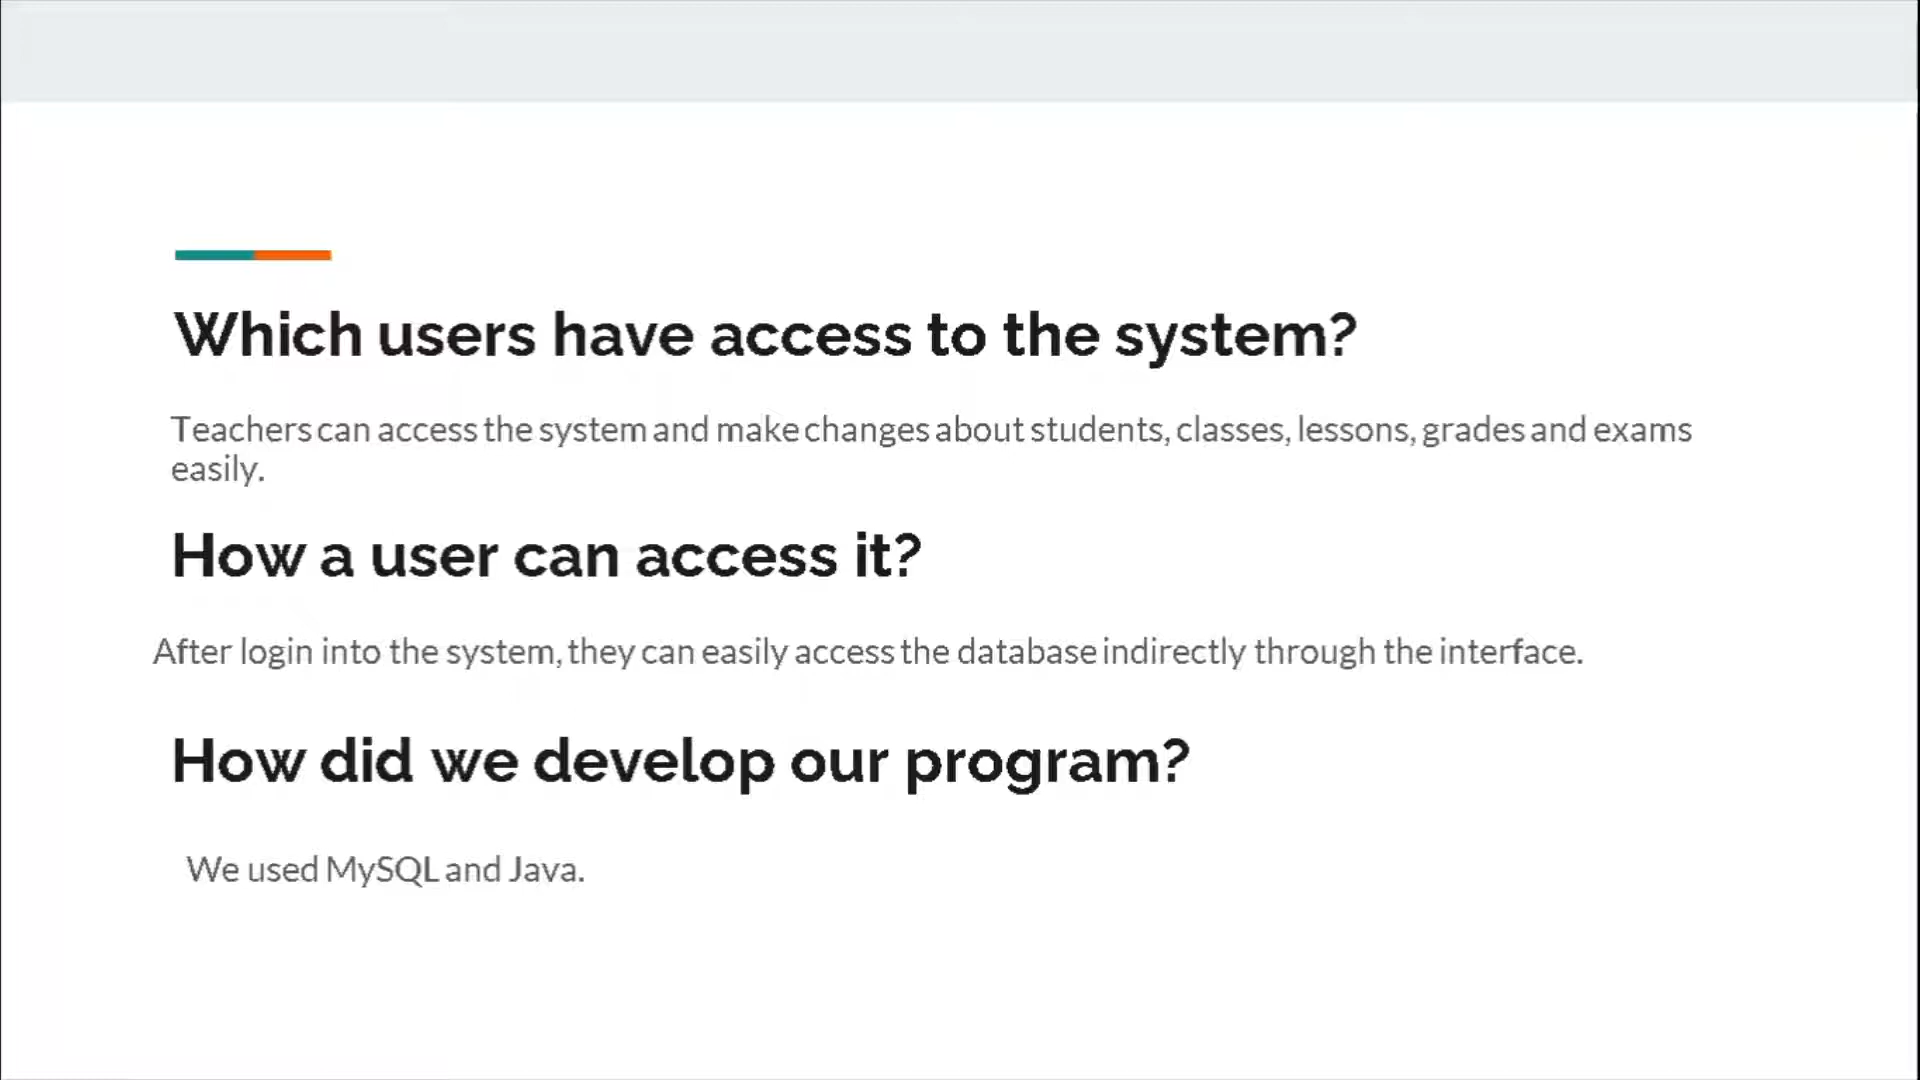 Which users have access to the system?
Teachers can access the system and make changes about students, classes, lessons, grades and exams
easily.
How a user can access it?
After login into the system, they can easily access the database indirectly through the interface.
How did we develop our program?
We used MySQL and Java.